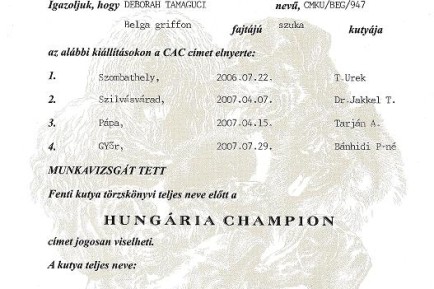 Igazoljuk, hogy DEBORAH TAMAGUCI nevű, CMKU/BEG/947
Belga griffon fajtájú szuka kutyája
az alábbi kiállításokon a CAC címet elnyerte:
1. Szombathely, 2006.07.22. T.Urek
2. Szilvásvárad, 2007.04.07. Dr.Jakkel T.
3. Pápa, 2007.04.15. Tarján A.
4. GYŐr, 2007.07.29. Bánhidi P-né
MUNKAVIZSGÁT TETT
Fenti kutya törzskönyvi teljes neve előtt a
HUNGÁRIA CHAMPION
címet jogosan viselheti.
A kutya teljes neve: